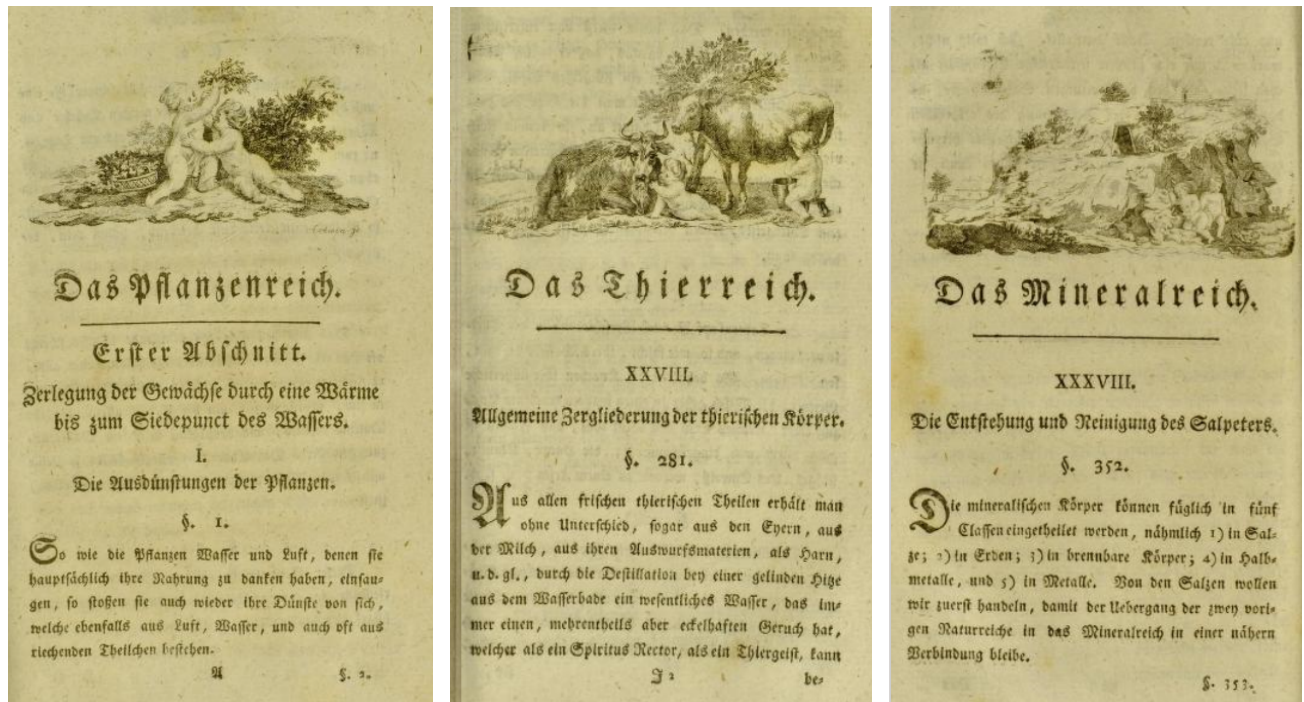 Das Pflanzenreich.
Erster Abschnitt.
Zerlegung der Gewächse durch eine Wärme
bis zum Siedepunct des Wassers.
I.
Die Ausdünstungen der Pflanzen.
§. 1.
So wie die Pflanzen Wasser und Luft, denen sie
hauptsächlich ihre Nahrung zu danken haben, einsau-
gen, so stoßen sie auch wieder ihre Dünste von sich,
welche ebenfalls aus Luft, Wasser, und auch oft aus
riechenden Theilchen bestehen.
A §. 2.
Das Thierreich.
XXVIII.
Allgemeine Zergliederung der thierischen Körper.
§. 281.
Aus allen frischen thierischen Theilen erhält man
ohne Unterschied, sogar aus den Eyern, aus
der Milch, aus ihren Auswurfsmaterien, als Harn,
u. d. gl., durch die Destillation bey einer gelinden Hitze
aus dem Wasserbade ein wesentliches Wasser, das im-
mer einen, mehrentheils aber eckelhaften Geruch hat,
welcher als ein Spiritus Rector, als ein Thiergeist, kann
J 2 be-
Das Mineralreich.
XXXVIII.
Die Entstehung und Reinigung des Salpeters.
§. 352.
Die mineralischen Körper können füglich in fünf
Classen eingetheilet werden, nähmlich 1) in Sal-
ze; 2) in Erden; 3) in brennbare Körper; 4) in Halb-
metalle, und 5) in Metalle. Von den Salzen wollen
wir zuerst handeln, damit der Uebergang der zwey vori-
gen Naturreiche in das Mineralreich in einer nähern
Verbindung bleibe.
§. 353.